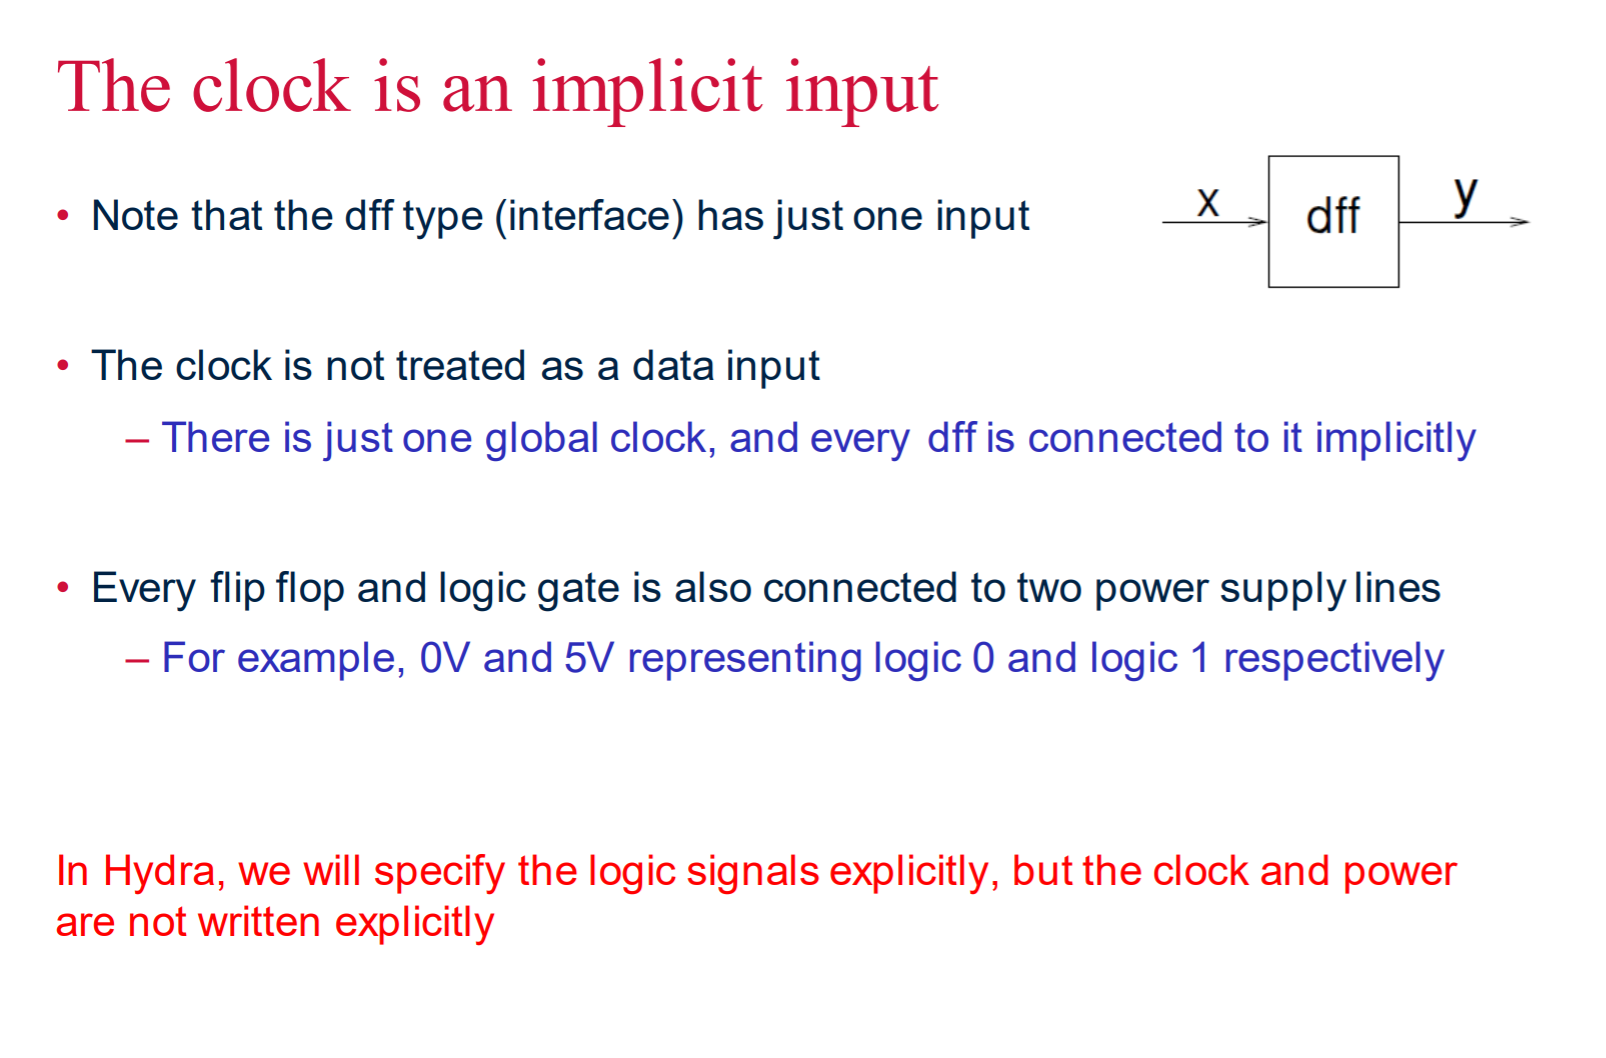 The clock is an implicit input
• Note that the dff type (interface) has just one input
x
dff
y
• The clock is not treated as a data input
– There is just one global clock, and every dff is connected to it implicitly
• Every flip flop and logic gate is also connected to two power supply lines
– For example, 0V and 5V representing logic 0 and logic 1 respectively
In Hydra, we will specify the logic signals explicitly, but the clock and power
are not written explicitly